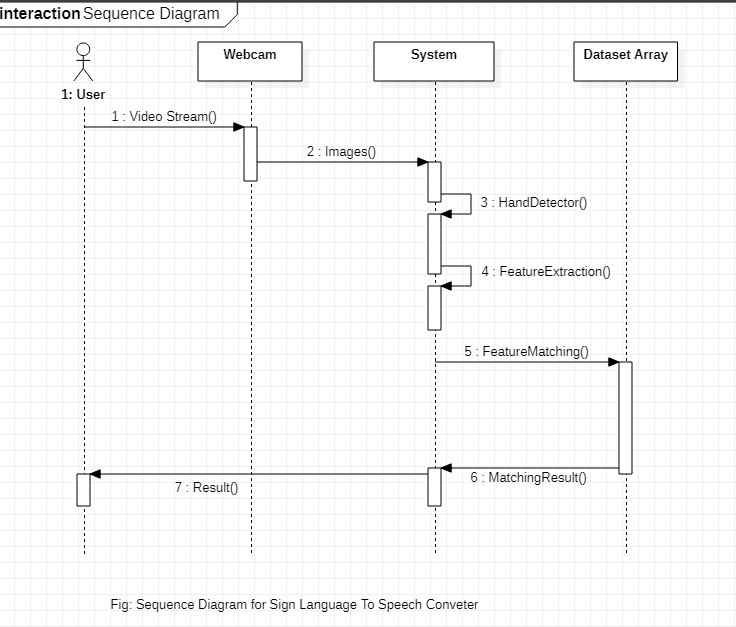 interaction Sequence Diagram
Webcam
System
Dataset Array
1: User
1 : Video Stream()
2 : Images()
3 : HandDetector()
4 : FeatureExtraction()
5 : FeatureMatching()
6 : MatchingResult()
7 : Result()
Fig: Sequence Diagram for Sign Language To Speech Conveter